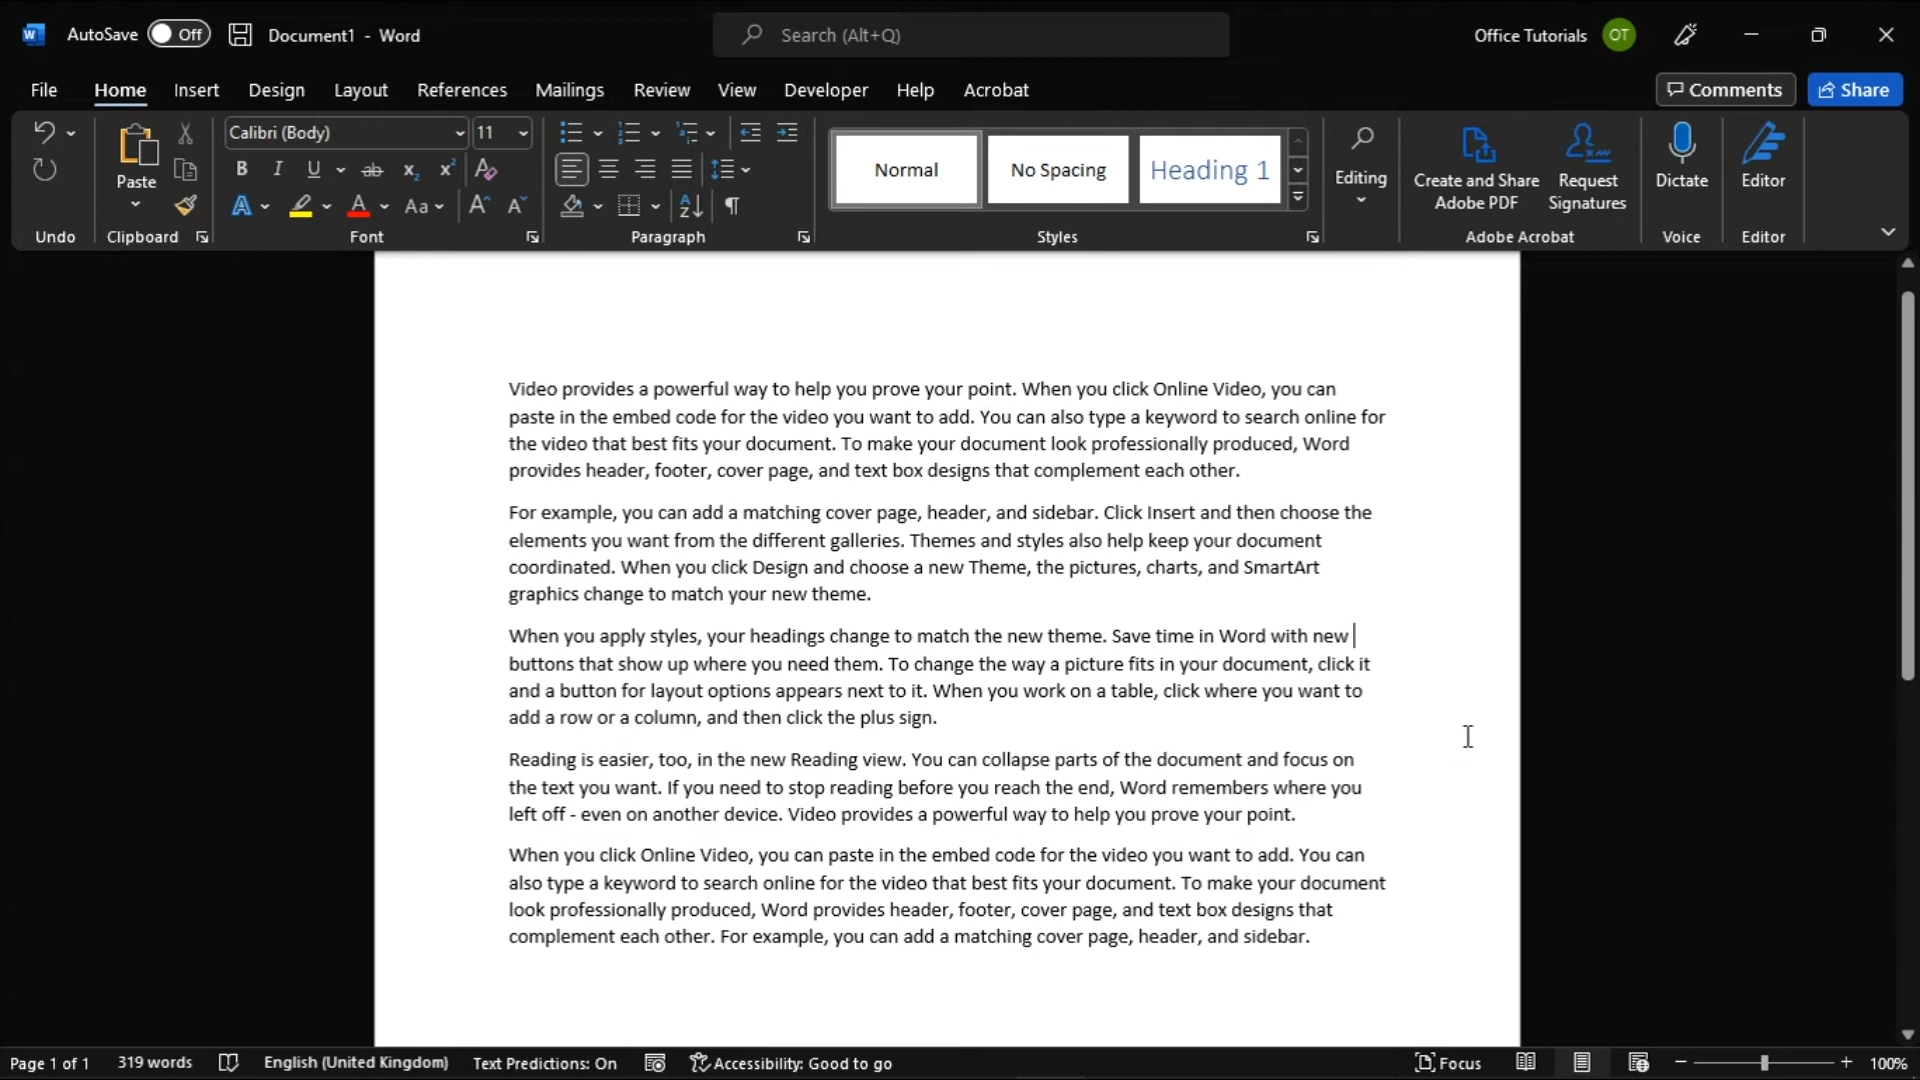 AutoSave Off Document1 - Word Search (Alt+Q) Office Tutorials OT
File Home Insert Design Layout References Mailings Review View Developer Help Acrobat Comments Share
Calibri (Body) 11
Paste
B I U ab x₂ x² A
A A Aa A A A Z
Normal No Spacing Heading 1
Editing
Create and Share
Adobe PDF
Request
Signatures
Dictate
Editor
Undo Clipboard Font Paragraph Styles Adobe Acrobat Voice Editor
Video provides a powerful way to help you prove your point. When you click Online Video, you can
paste in the embed code for the video you want to add. You can also type a keyword to search online for
the video that best fits your document. To make your document look professionally produced, Word
provides header, footer, cover page, and text box designs that complement each other.
For example, you can add a matching cover page, header, and sidebar. Click Insert and then choose the
elements you want from the different galleries. Themes and styles also help keep your document
coordinated. When you click Design and choose a new Theme, the pictures, charts, and SmartArt
graphics change to match your new theme.
When you apply styles, your headings change to match the new theme. Save time in Word with new
buttons that show up where you need them. To change the way a picture fits in your document, click it
and a button for layout options appears next to it. When you work on a table, click where you want to
add a row or a column, and then click the plus sign.
Reading is easier, too, in the new Reading view. You can collapse parts of the document and focus on
the text you want. If you need to stop reading before you reach the end, Word remembers where you
left off - even on another device. Video provides a powerful way to help you prove your point.
When you click Online Video, you can paste in the embed code for the video you want to add. You can
also type a keyword to search online for the video that best fits your document. To make your document
look professionally produced, Word provides header, footer, cover page, and text box designs that
complement each other. For example, you can add a matching cover page, header, and sidebar.
Page 1 of 1 319 words English (United Kingdom) Text Predictions: On Accessibility: Good to go Focus 100%